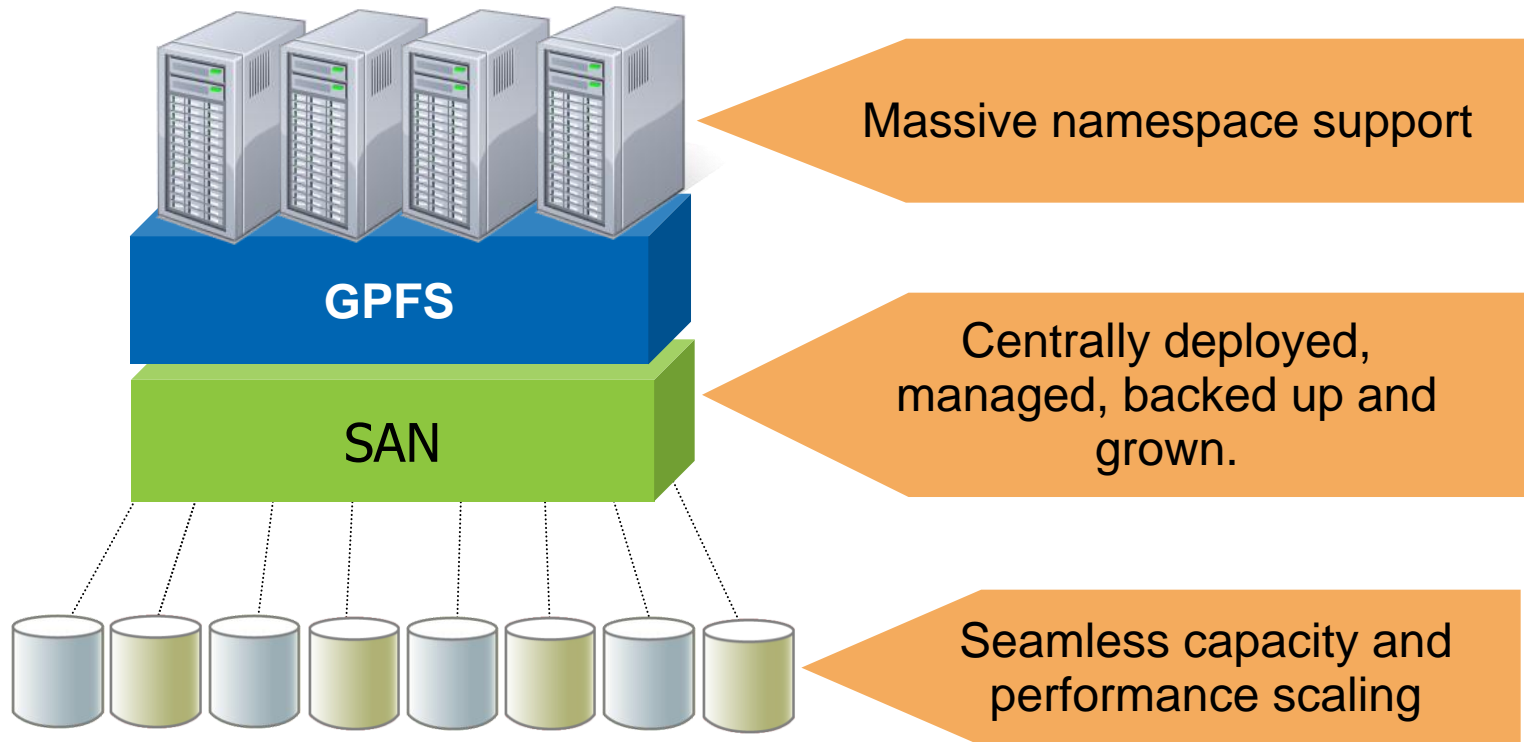 Massive namespace support
GPFS
Centrally deployed,
managed, backed up and
grown.
SAN
Seamless capacity and
performance scaling